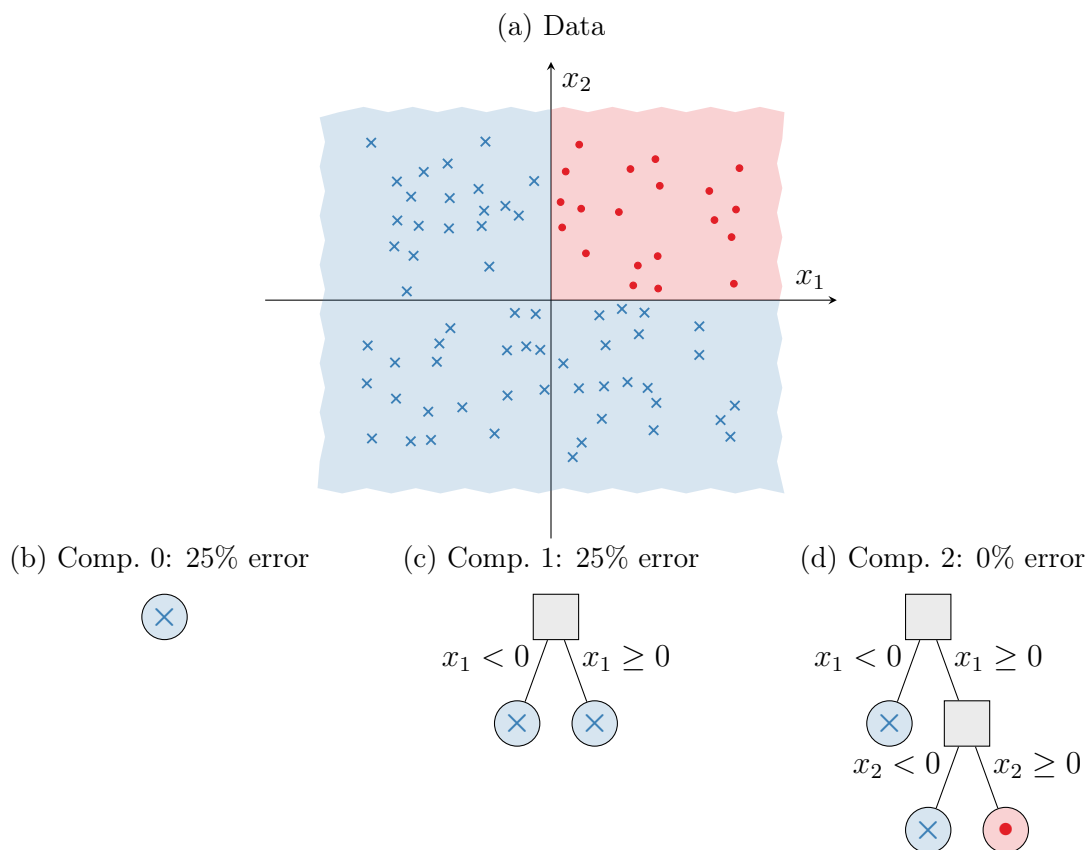 (a) Data
x₂
x₁
(b) Comp. 0: 25% error
(c) Comp. 1: 25% error
(d) Comp. 2: 0% error
x₁ < 0
x₁ ≥ 0
x₁ < 0
x₁ ≥ 0
x₂ < 0
x₂ ≥ 0